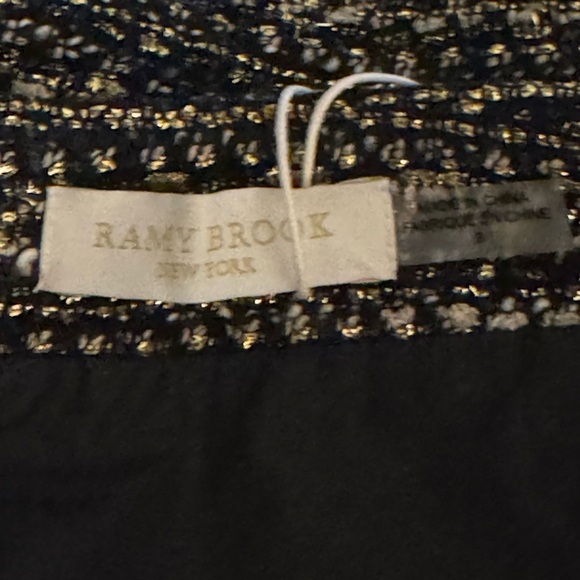 RAMY BROOK
NEW YORK
MADE IN CHINA
FABRIQUE EN CHINE